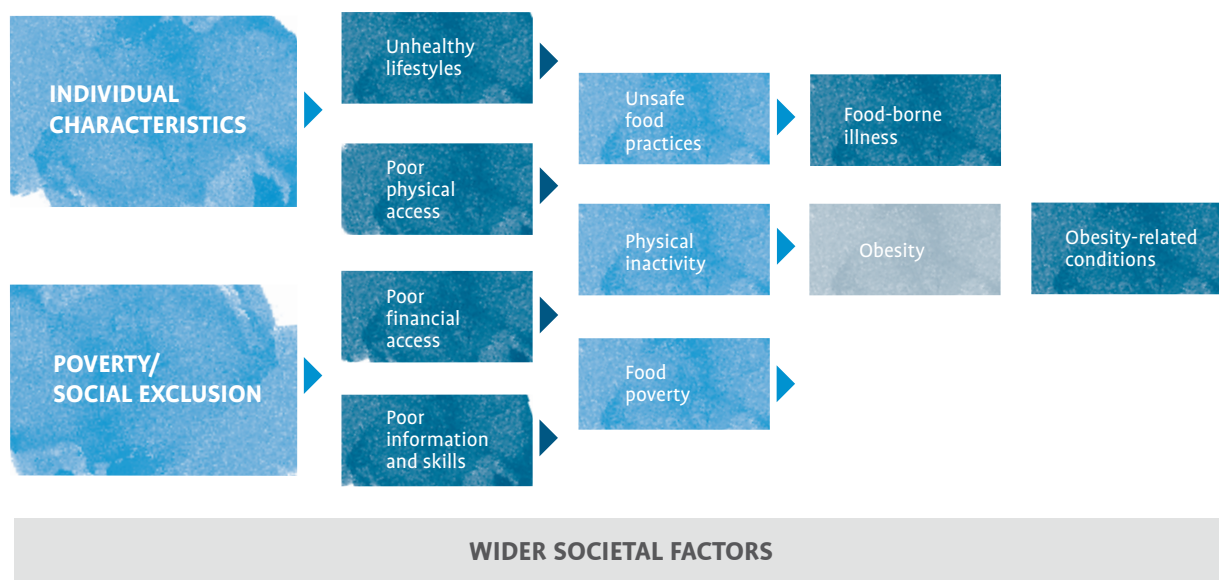 INDIVIDUAL
CHARACTERISTICS
POVERTY/
SOCIAL EXCLUSION
Unhealthy
lifestyles
Poor
physical
access
Poor
financial
access
Poor
information
and skills
Unsafe
food
practices
Physical
inactivity
Food
poverty
Food-borne
illness
Obesity
Obesity-related
conditions
WIDER SOCIETAL FACTORS